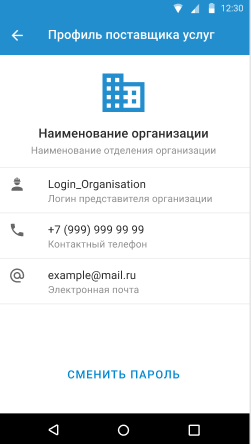 12:30
Профиль поставщика услуг
Наименование организации
Наименование отделения организации
Login_Organisation
Логин представителя организации
+7 (999) 999 99 99
Контактный телефон
example@mail.ru
Электронная почта
СМЕНИТЬ ПАРОЛЬ